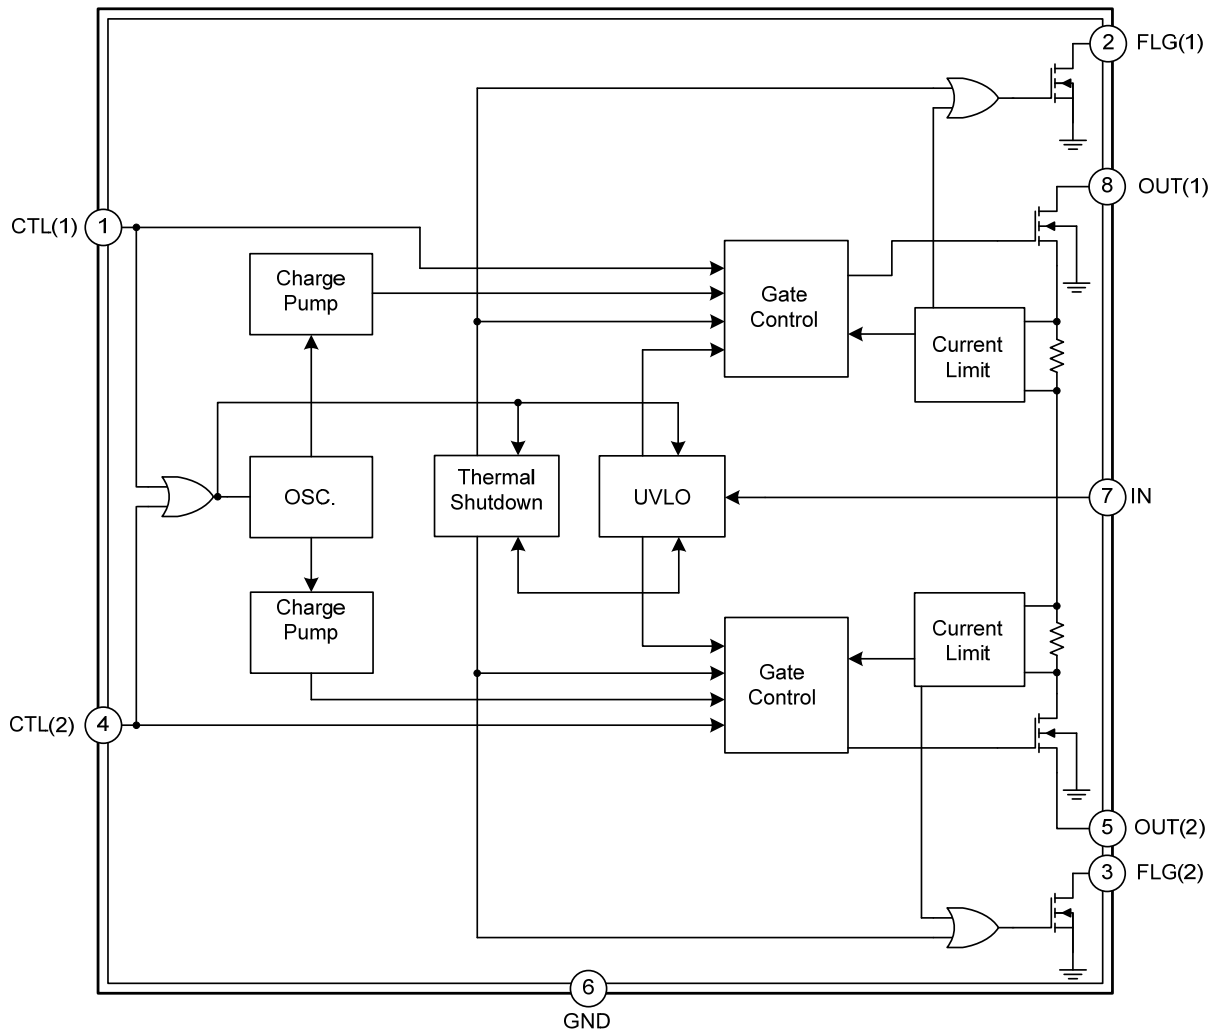 2 FLG(1)
8 OUT(1)
CTL(1) 1
Charge
Pump
Gate
Control
Current
Limit
OSC.
Thermal
Shutdown
UVLO
7 IN
Charge
Pump
Gate
Control
Current
Limit
CTL(2) 4
5 OUT(2)
3 FLG(2)
6
GND